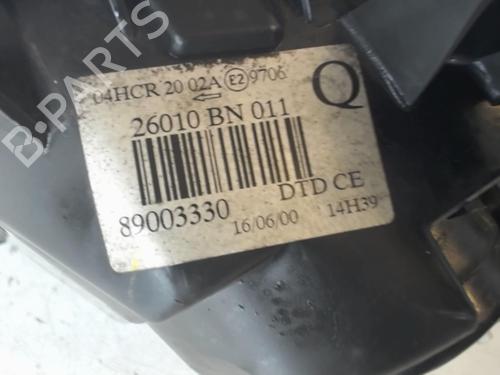 04HCR 20 02A E2 9706
Q
26010 BN 011
DTD CE
89003330
16/06/00
14H39
B-PARTS